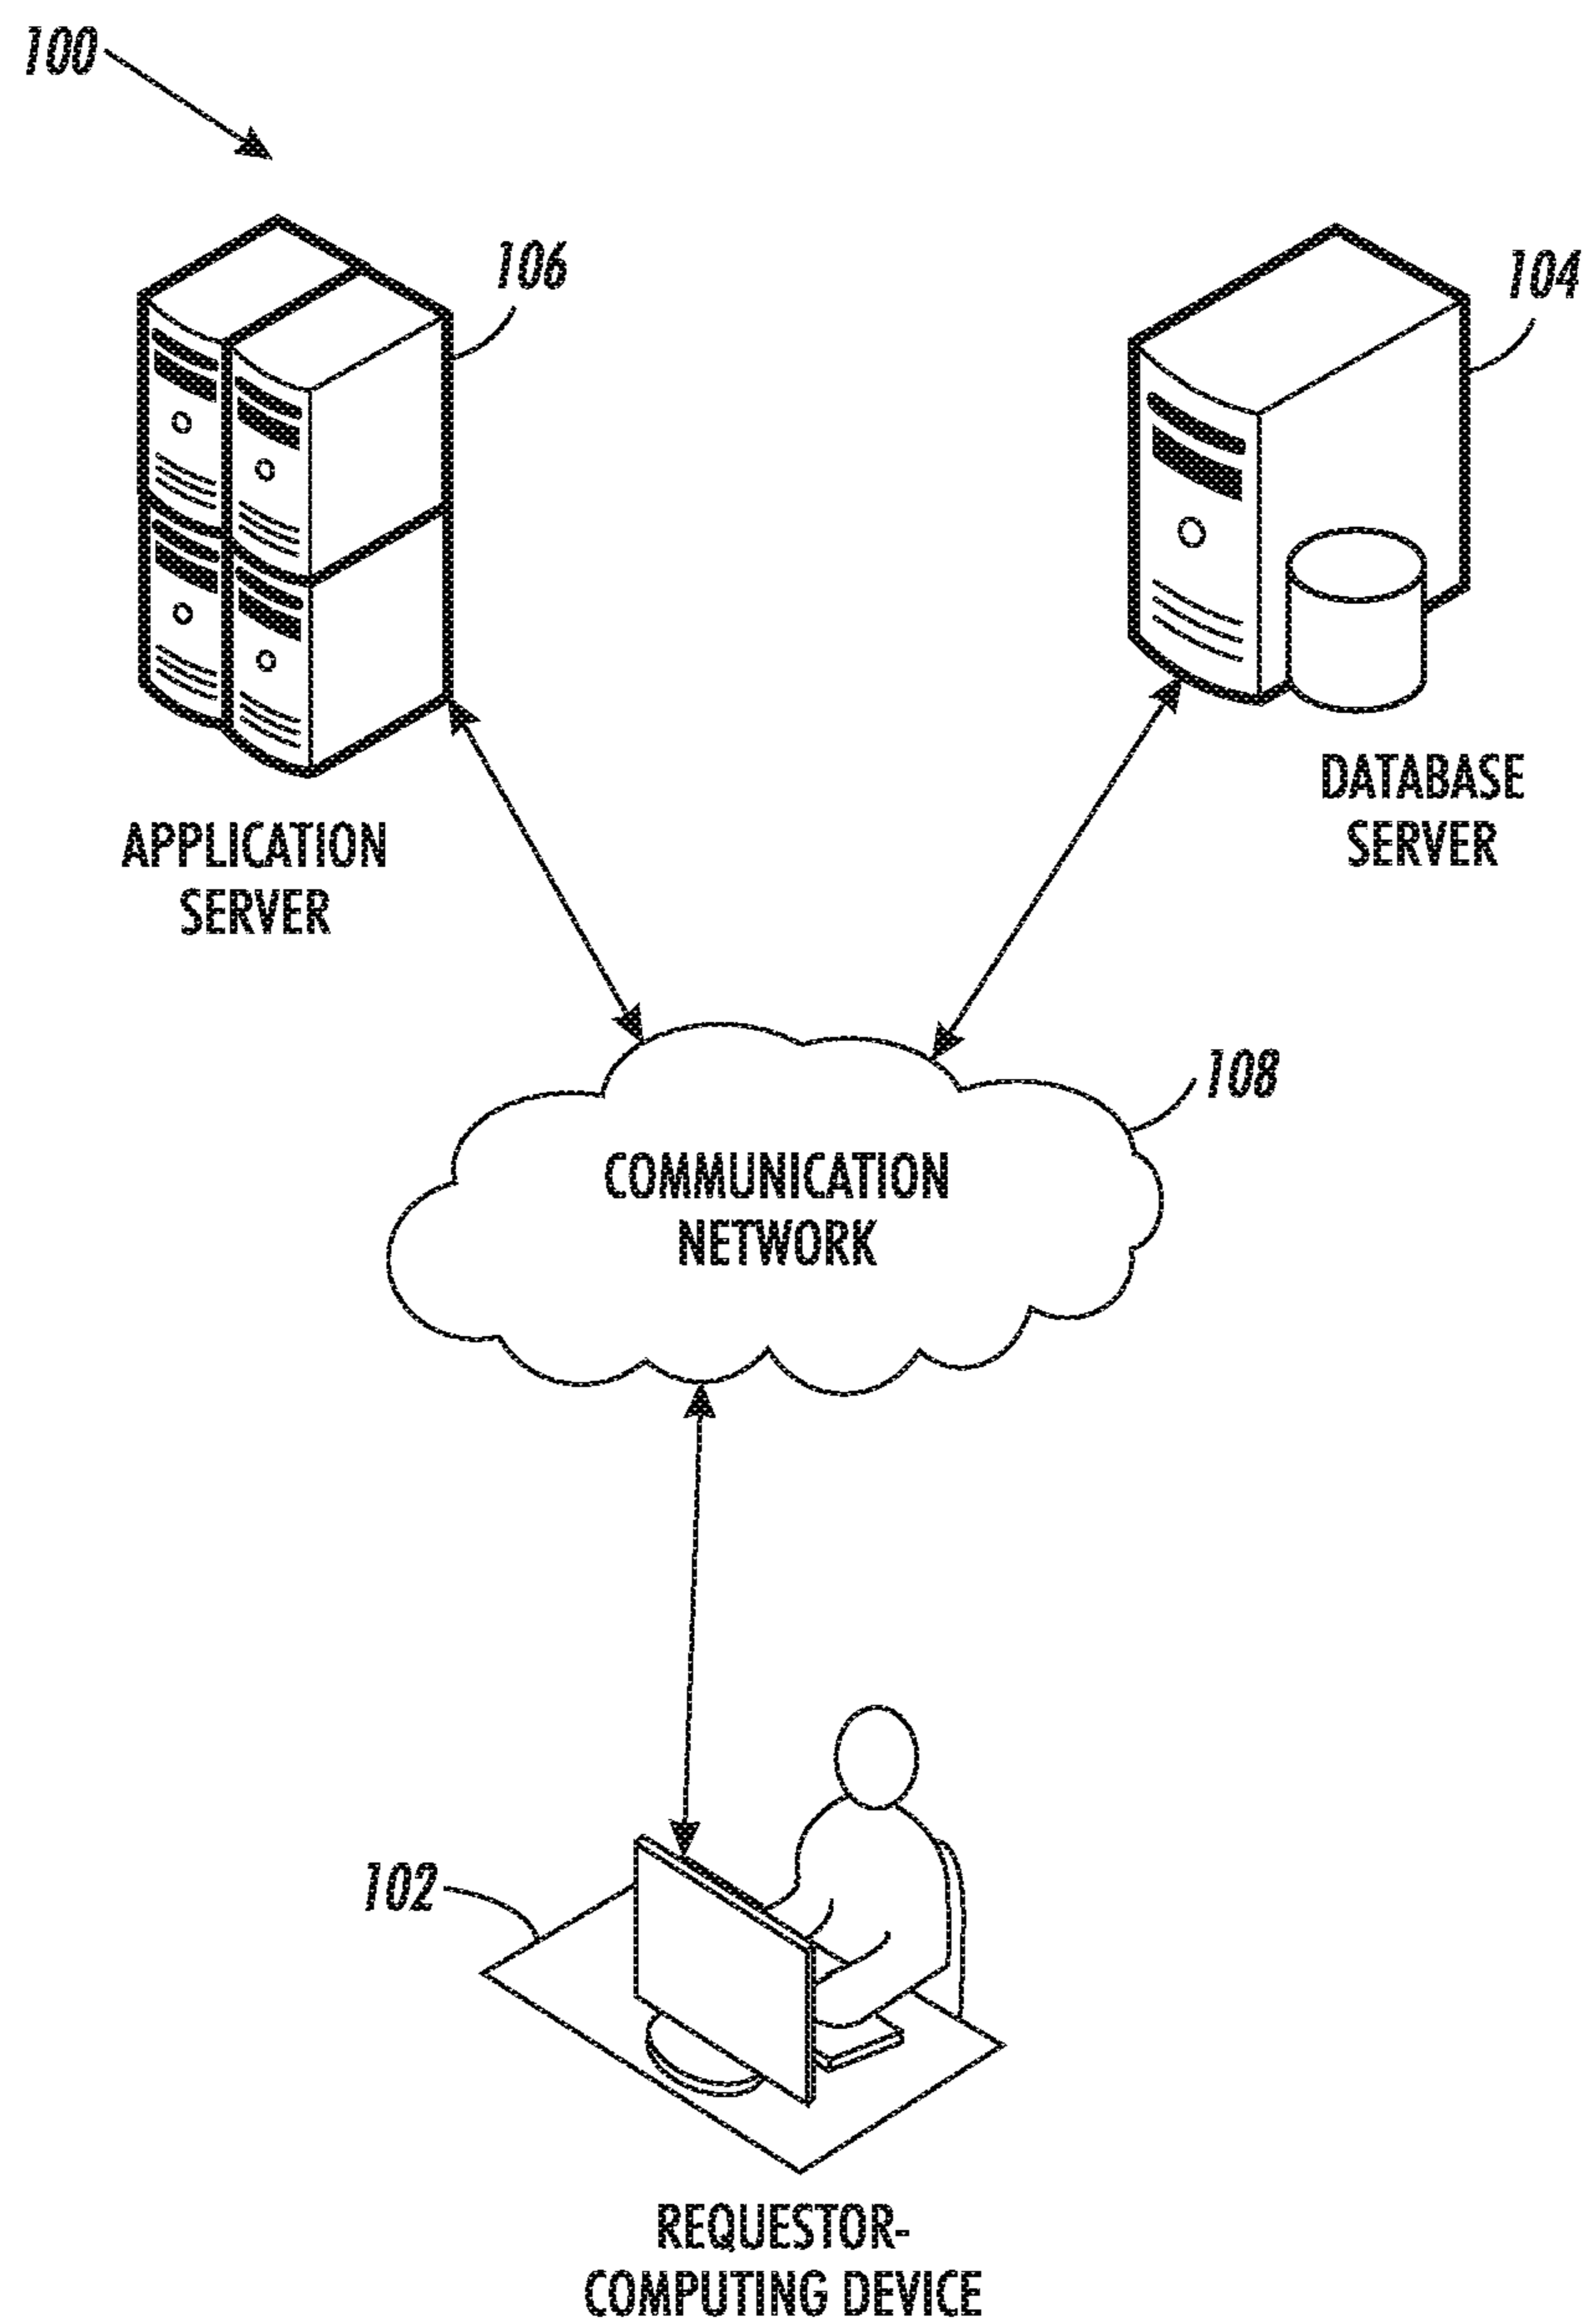 100
106
104
APPLICATION
SERVER
DATABASE
SERVER
108
COMMUNICATION
NETWORK
102
REQUESTOR-
COMPUTING DEVICE